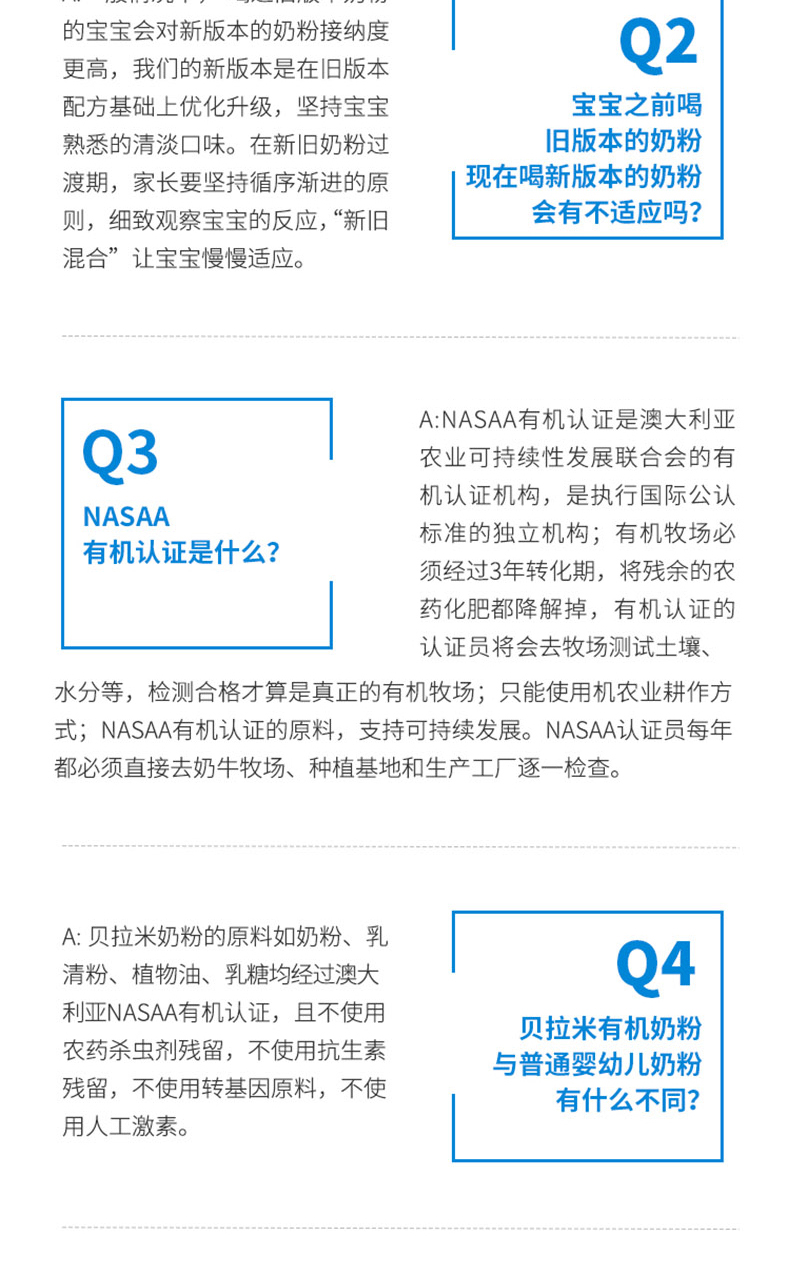 Q2
宝宝之前喝
旧版本的奶粉
现在喝新版本的奶粉
会有不适应吗？
的宝宝会对新版本的奶粉接纳度
更高，我们的新版本是在旧版本
配方基础上优化升级，坚持宝宝
熟悉的清淡口味。在新旧奶粉过
渡期，家长要坚持循序渐进的原
则，细致观察宝宝的反应，“新旧
混合”让宝宝慢慢适应。
Q3
NASAA
有机认证是什么？
A:NASAA有机认证是澳大利亚
农业可持续性发展联合会的有
机认证机构，是执行国际公认
标准的独立机构；有机牧场必
须经过3年转化期，将残余的农
药化肥都降解掉，有机认证的
认证员将会去牧场测试土壤、
水分等，检测合格才算是真正的有机牧场；只能使用机农业耕作方
式；NASAA有机认证的原料，支持可持续发展。NASAA认证员每年
都必须直接去奶牛牧场、种植基地和生产工厂逐一检查。
Q4
贝拉米有机奶粉
与普通婴幼儿奶粉
有什么不同？
A: 贝拉米奶粉的原料如奶粉、乳
清粉、植物油、乳糖均经过澳大
利亚NASAA有机认证，且不使用
农药杀虫剂残留，不使用抗生素
残留，不使用转基因原料，不使
用人工激素。